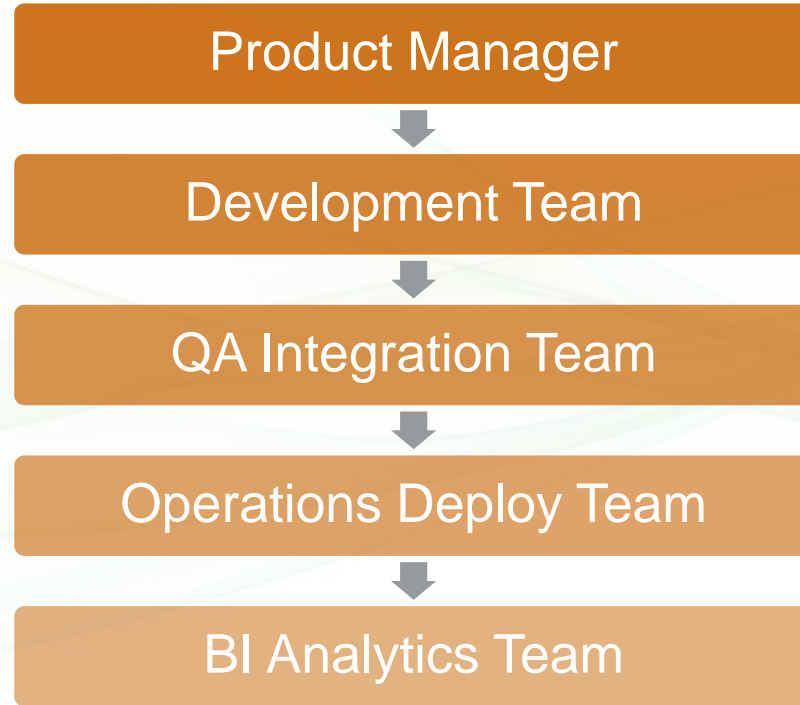 Product Manager
Development Team
QA Integration Team
Operations Deploy Team
BI Analytics Team